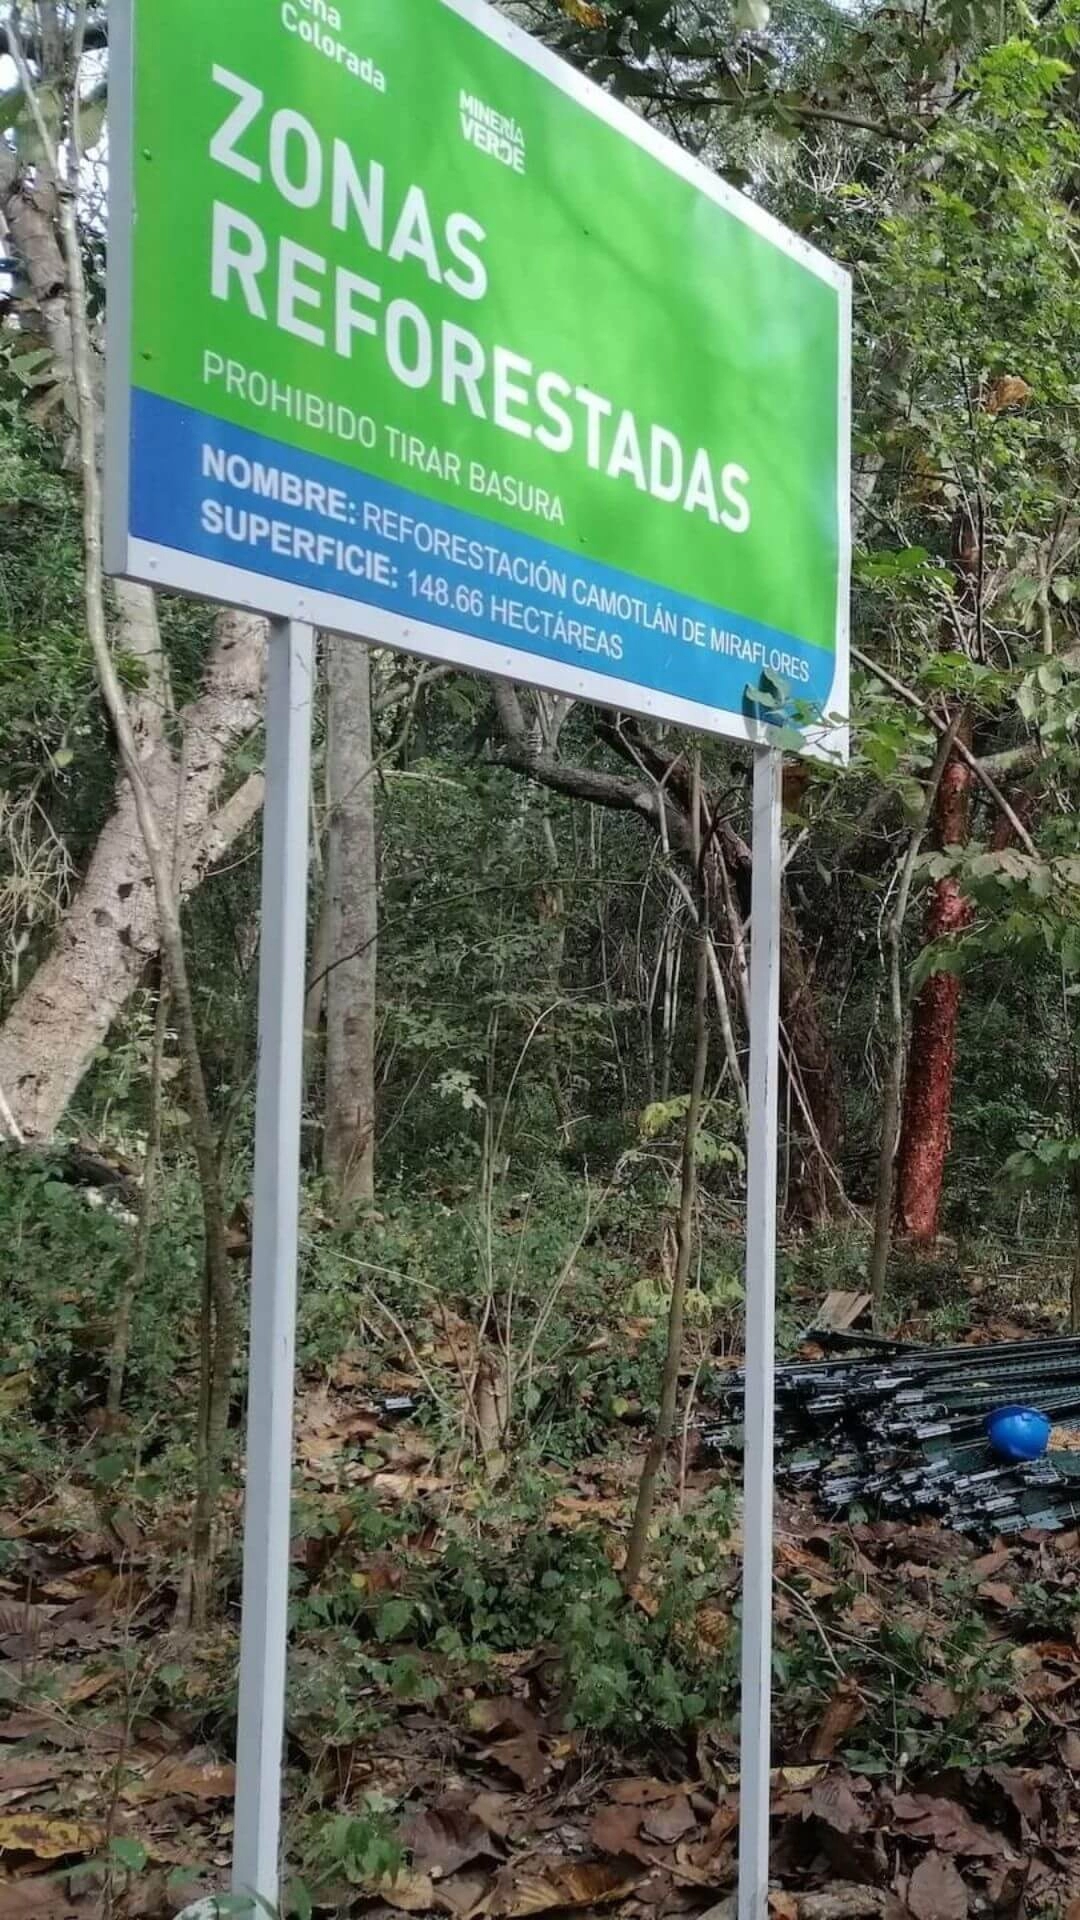 Colorada
MINERÍA
VERDE
ZONAS
REFORESTADAS
PROHIBIDO TIRAR BASURA
NOMBRE: REFORESTACIÓN CAMOTLÁN DE MIRAFLORES
SUPERFICIE: 148.66 HECTÁREAS